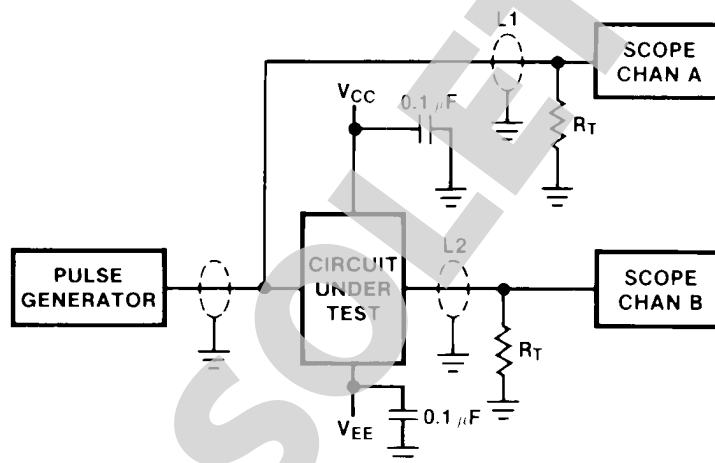 L1
SCOPE
CHAN A
VCC
0.1 μF
RT
PULSE
GENERATOR
CIRCUIT
UNDER
TEST
L2
SCOPE
CHAN B
RT
VEE
0.1 μF
SOLET